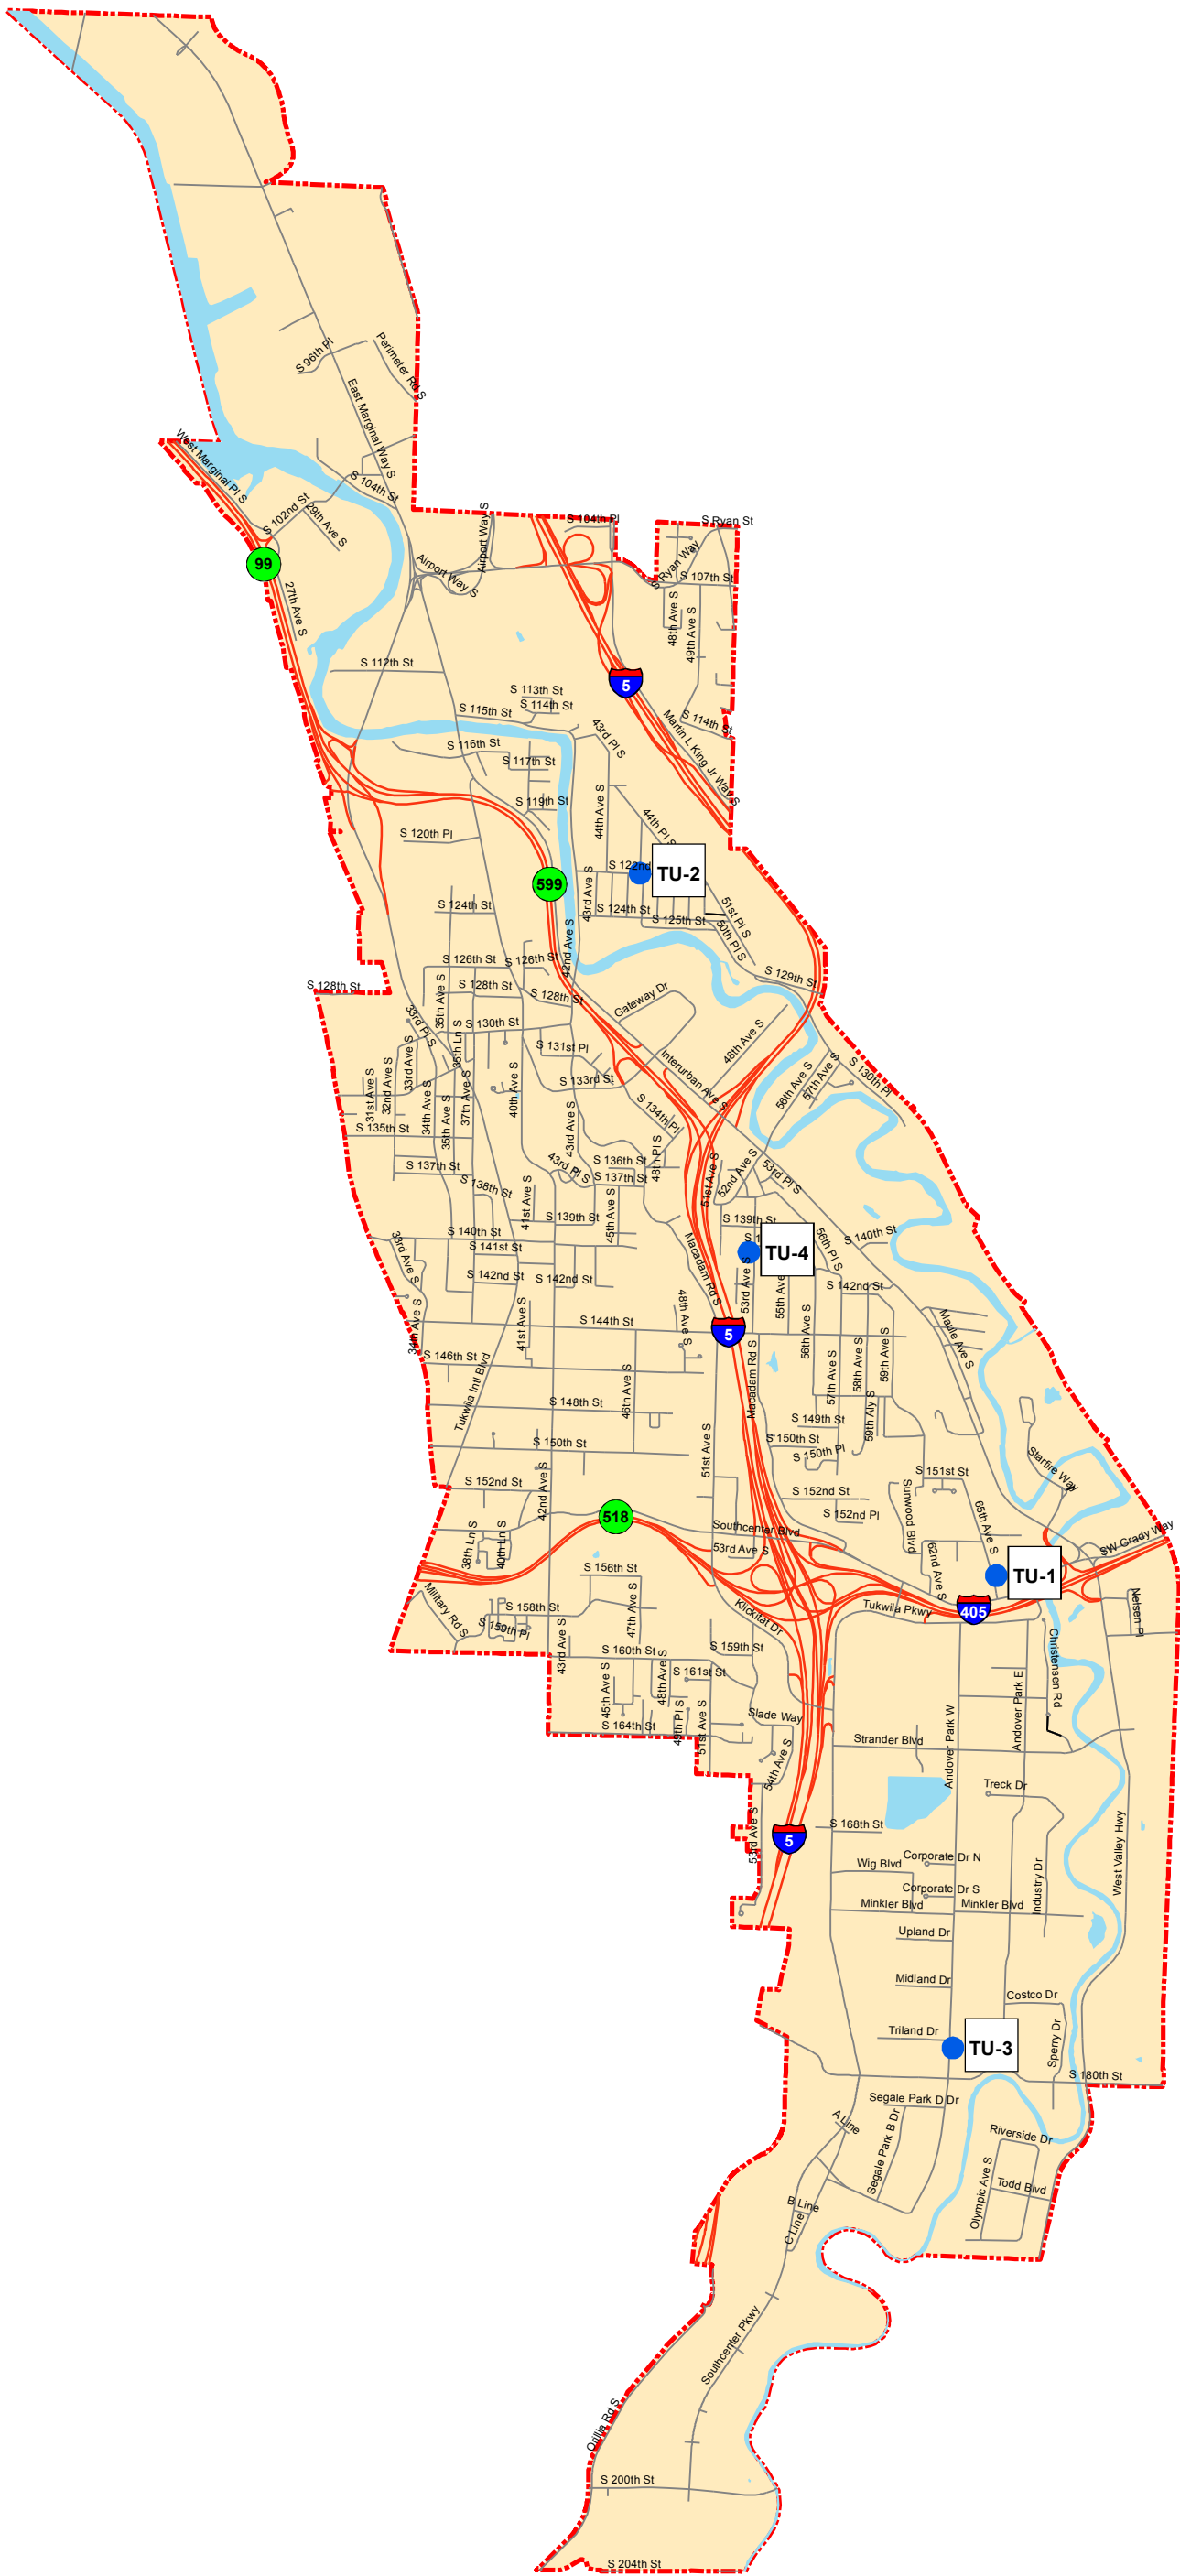 S 96th Pl
Perimeter Rd S
East Marginal Way S
West Marginal Pl S
S 104th St
S 102nd St
29th Ave S
99
27th Ave S
Airport Way S
Airport Way S
S 104th Pl
S Ryan St
S Ryan Way
S 107th St
48th Ave S
49th Ave S
S 112th St
5
S 113th St
S 114th St
S 115th St
S 114th St
Martin L King Jr Way S
43rd Pl S
S 116th St
S 117th St
S 119th St
44th Ave S
44th Pl S
S 120th Pl
S 122nd
TU-2
599
43rd Ave S
S 124th St
S 124th St
S 125th St
51st Pl S
50th Pl S
42nd Ave S
S 126th St
S 126th St
S 129th St
S 128th St
S 128th St
S 128th St
Gateway Dr
35th Ave S
33rd Pl S
S 130th St
35th Ln S
48th Ave S
S 131st Pl
Interurban Ave S
S 130th Pl
33rd Ave S
32nd Ave S
31st Ave S
34th Ave S
35th Ave S
37th Ave S
40th Ave S
S 133rd St
56th Ave S
57th Ave S
S 134th Pl
43rd Ave S
S 135th St
S 136th St
48th Pl S
S 137th St
43rd Pl S
S 137th St
51st Ave S
52nd Ave S
53rd Pl S
S 138th St
41st Ave S
S 139th St
45th Ave S
S 139th St
S 140th St
33rd Ave S
S 140th St
S 141st St
Macadam Rd S
TU-4
56th Pl S
S 142nd St
S 142nd St
53rd Ave S
55th Ave
S 142nd St
34th Ave S
41st Ave S
S 144th St
48th Ave S
5
56th Ave S
Maule Ave S
S 146th St
Macadam Rd S
57th Ave S
58th Ave S
59th Ave S
Tukwila Intl Blvd
46th Ave S
S 148th St
S 149th St
59th Aly S
S 150th St
51st Ave S
S 150th St
S 150th Pl
Starfire Way
S 151st St
S 152nd St
42nd Ave S
S 152nd St
S 152nd Pl
Sunwood Blvd
65th Ave S
518
Southcenter Blvd
53rd Ave S
SW Grady Way
38th Ln S
40th Ln S
62nd Ave S
TU-1
S 156th St
405
Military Rd S
S 158th St
S 159th Pl
47th Ave S
Klickitat Dr
Tukwila Pkwy
Nelsen Pl
43rd Ave S
S 160th St
S 159th St
Christensen Rd
45th Ave S
48th Ave S
S 161st St
Andover Park E
S 164th St
49th Pl S
51st Ave S
Slade Way
Andover Park W
Strander Blvd
54th Ave S
Treck Dr
5
53rd Ave S
S 168th St
West Valley Hwy
Corporate Dr N
Wig Blvd
Industry Dr
Corporate Dr S
Minkler Blvd
Minkler Blvd
Upland Dr
Midland Dr
Costco Dr
Triland Dr
TU-3
Sperry Dr
S 180th St
Segale Park D Dr
A Line
Segale Park B Dr
Riverside Dr
Olympic Ave S
Todd Blvd
B Line
C Line
Southcenter Pkwy
Orillia Rd S
S 200th St
S 204th St